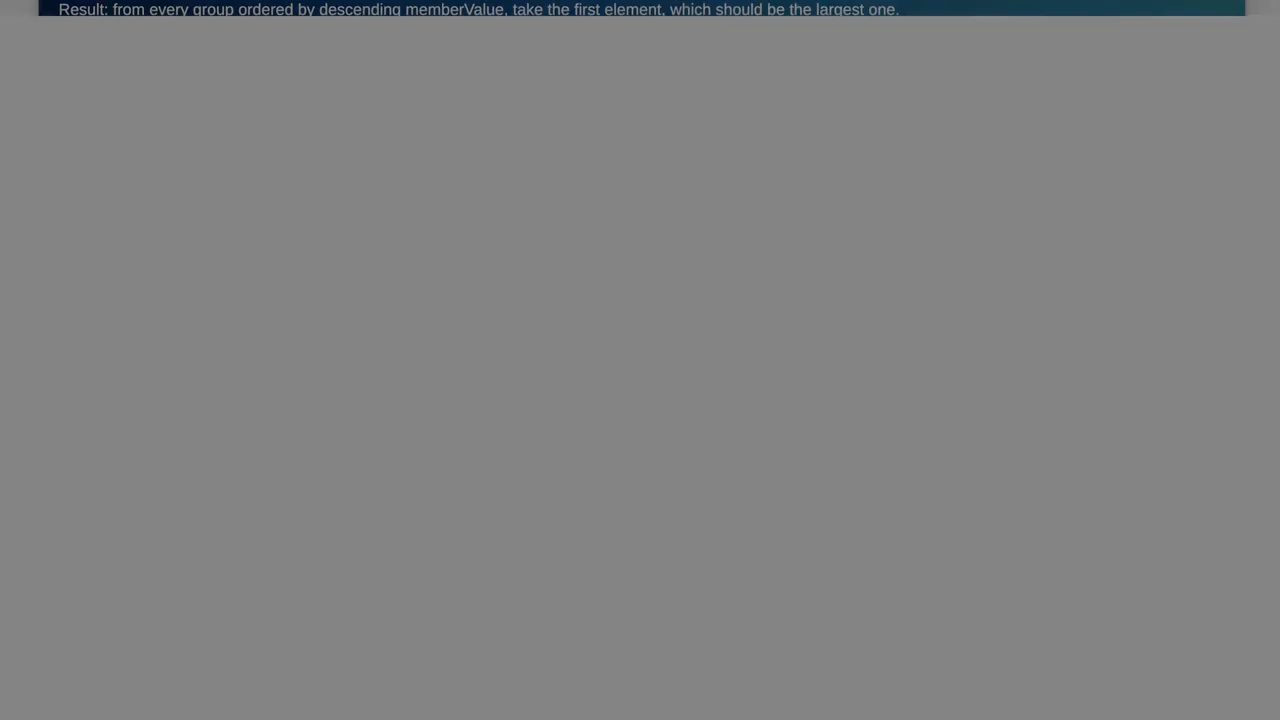 Result: from every group ordered by descending memberValue, take the first element, which should be the largest one.